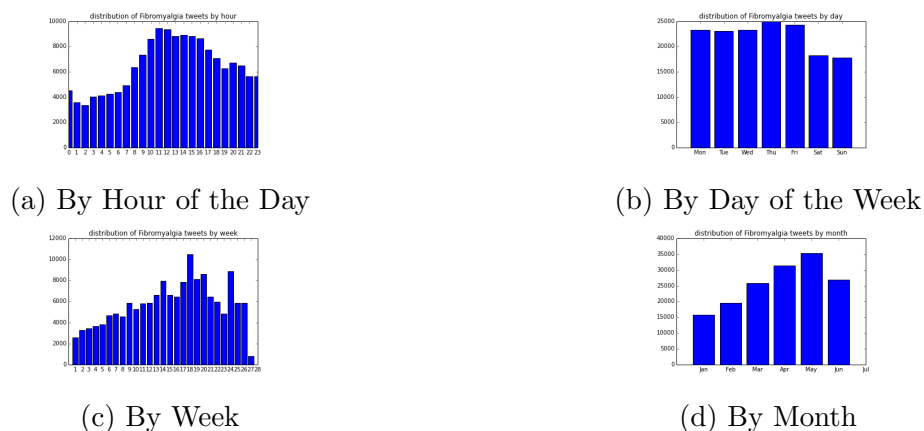 distribution of Fibromyalgia tweets by hour
10000
8000
6000
4000
2000
0
0 1 2 3 4 5 6 7 8 9 10 11 12 13 14 15 16 17 18 19 20 21 22 23
(a) By Hour of the Day
distribution of Fibromyalgia tweets by day
25000
20000
15000
10000
5000
0
Mon Tue Wed Thu Fri Sat Sun
(b) By Day of the Week
distribution of Fibromyalgia tweets by week
12000
10000
8000
6000
4000
2000
0
1 2 3 4 5 6 7 8 9 10 11 12 13 14 15 16 17 18 19 20 21 22 23 24 25 26 27 28
(c) By Week
distribution of Fibromyalgia tweets by month
40000
35000
30000
25000
20000
15000
10000
5000
0
Jan Feb Mar Apr May Jun Jul
(d) By Month